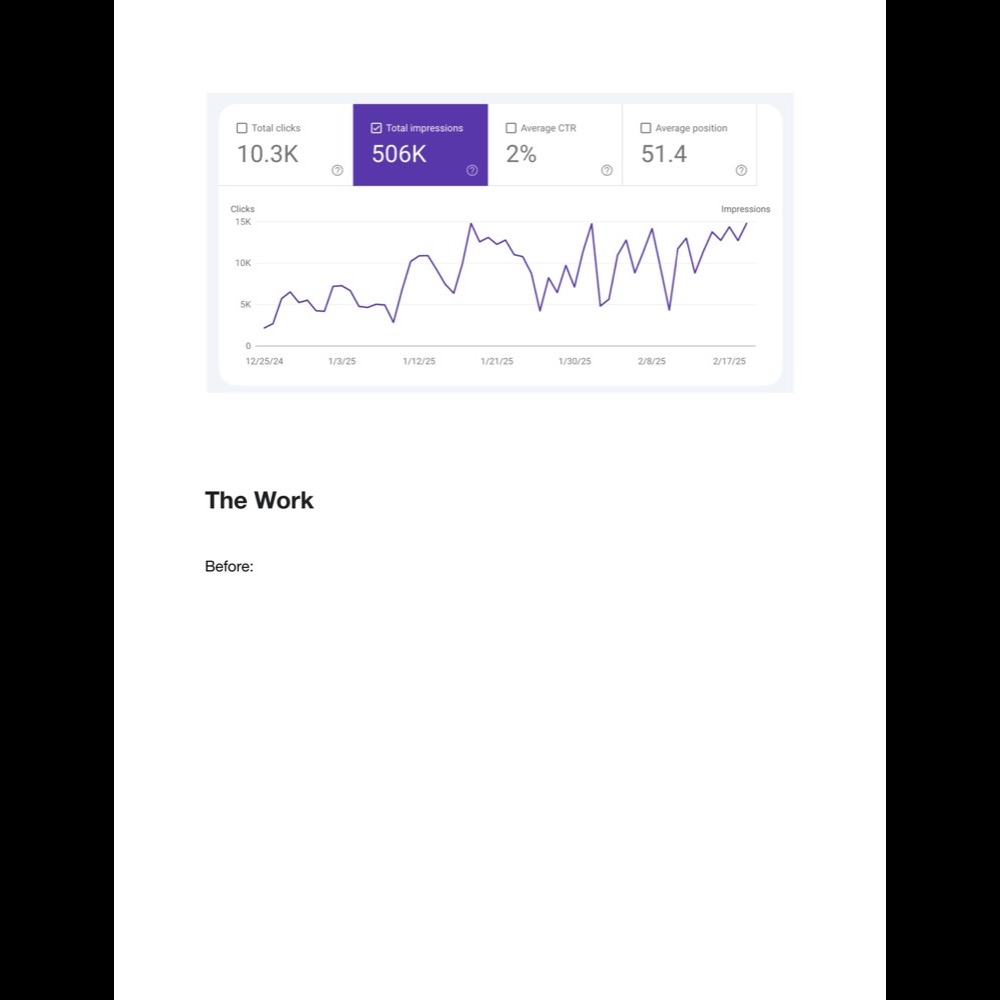 Total clicks
10.3K
Total impressions
506K
Average CTR
2%
Average position
51.4
Clicks
Impressions
15K
10K
5K
0
12/25/24 1/3/25 1/12/25 1/21/25 1/30/25 2/8/25 2/17/25
The Work
Before: